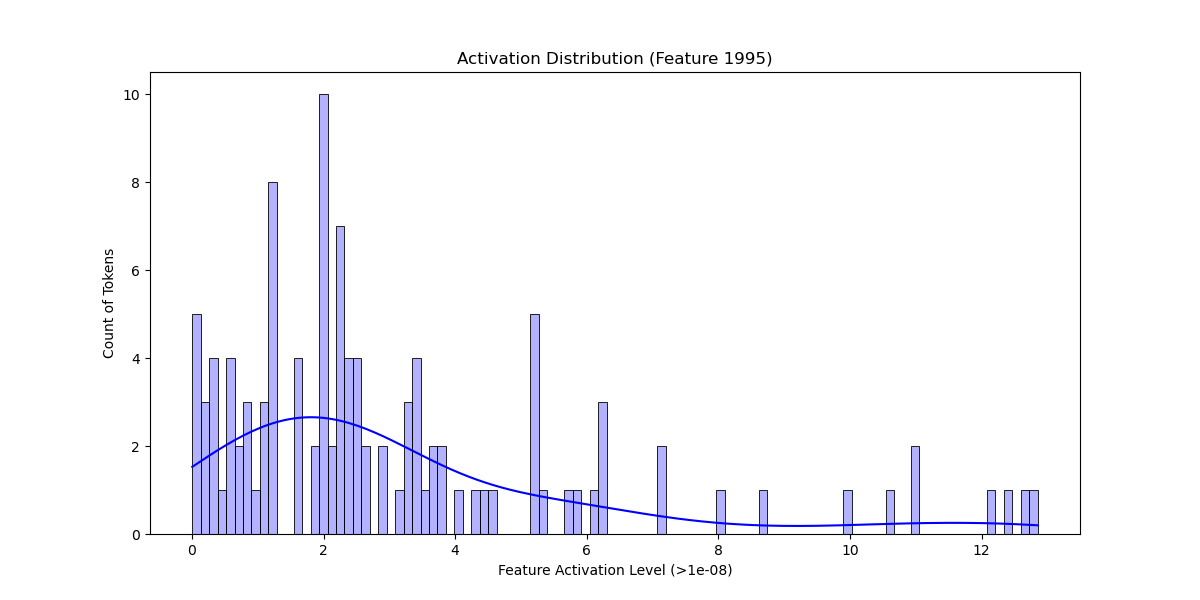 Activation Distribution (Feature 1995)
10
8
6
4
2
0
Count of Tokens
0 2 4 6 8 10 12
Feature Activation Level (>1e-08)